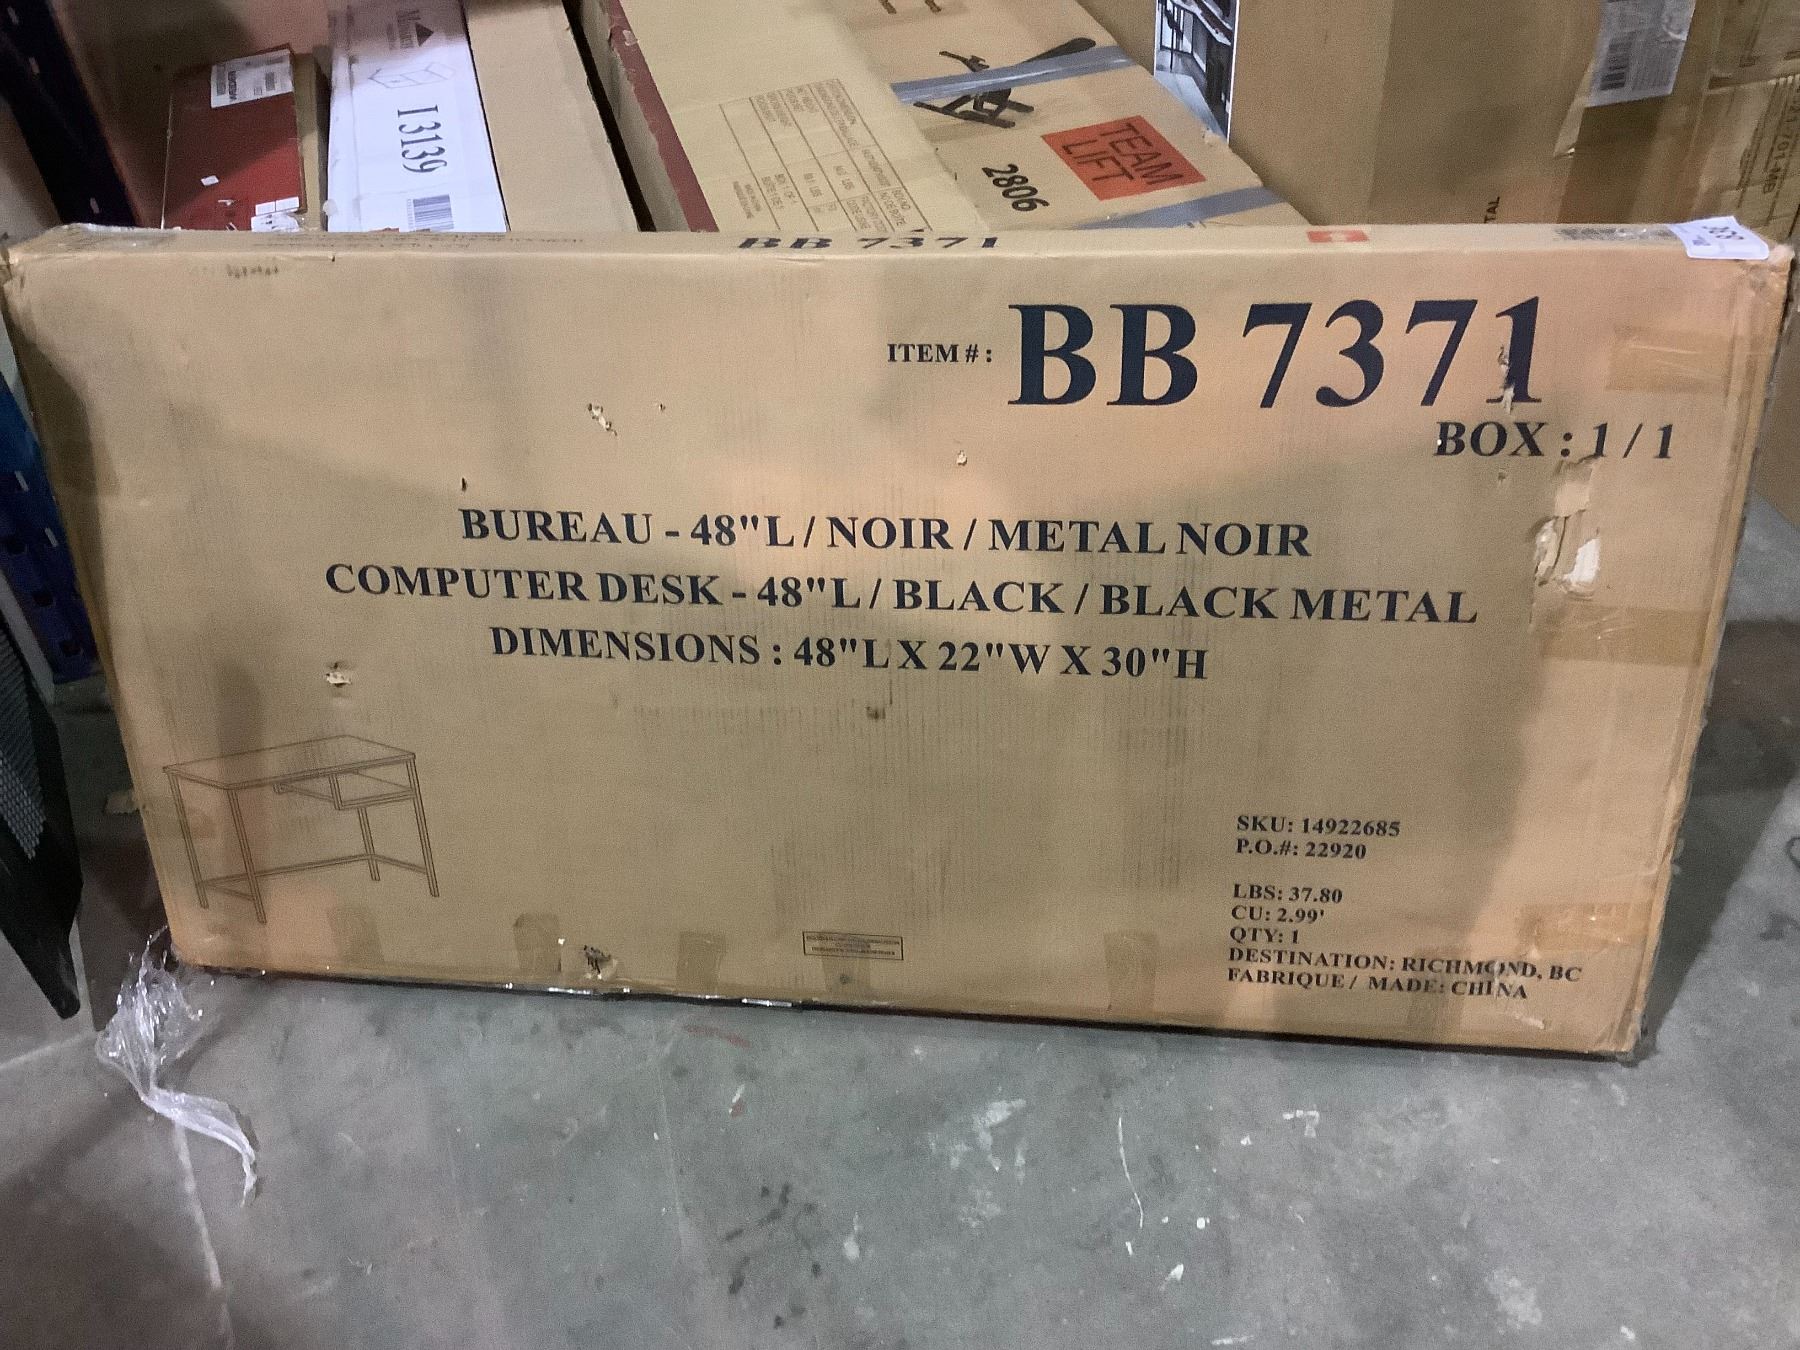 I 3139
TEAM
LIFT
2806
BB 7371
ITEM # : BB 7371
BOX : 1 / 1
BUREAU - 48"L / NOIR / METAL NOIR
COMPUTER DESK - 48"L / BLACK / BLACK METAL
DIMENSIONS : 48"L X 22"W X 30"H
SKU: 14922685
P.O.#: 22920
LBS: 37.80
CU: 2.99'
QTY: 1
DESTINATION: RICHMOND, BC
FABRIQUE / MADE: CHINA